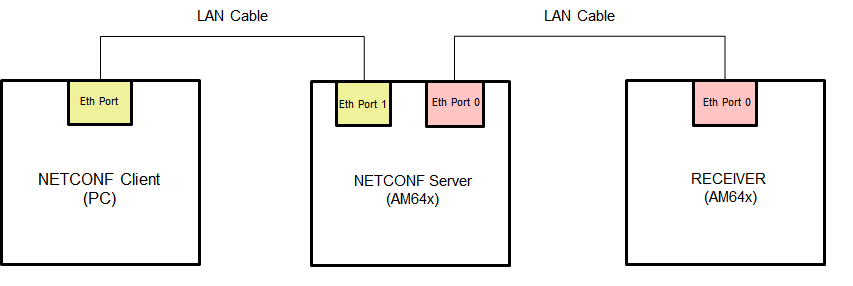 LAN Cable
LAN Cable
Eth Port
Eth Port 1
Eth Port 0
Eth Port 0
NETCONF Client
(PC)
NETCONF Server
(AM64x)
RECEIVER
(AM64x)